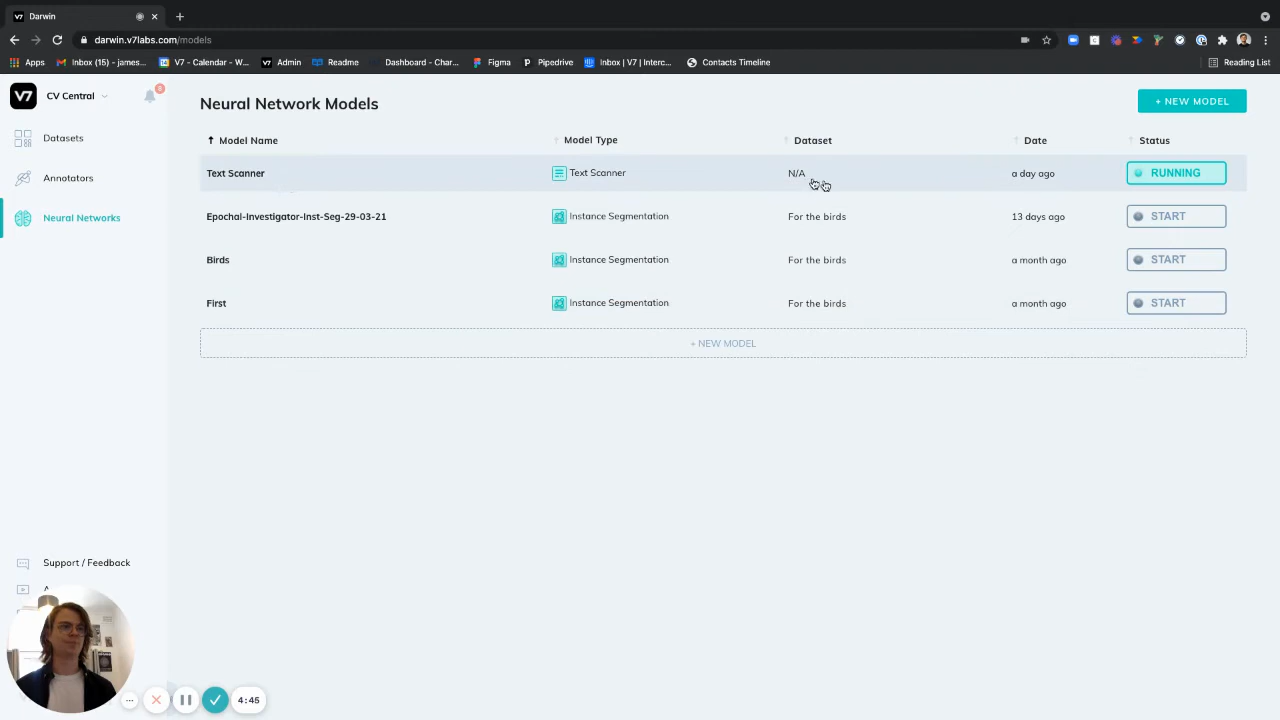 V7 Darwin
darwin.v7labs.com/models
Apps Inbox (15) - james... V7 - Calendar - W... V7 Admin Readme Dashboard - Char... Figma Pipedrive Inbox | V7 | Interc... Contacts Timeline Reading List
V7 CV Central 8
Datasets
Annotators
Neural Networks
Neural Network Models
+ NEW MODEL
Model Name Model Type Dataset Date Status
Text Scanner Text Scanner N/A a day ago RUNNING
Epochal-Investigator-Inst-Seg-29-03-21 Instance Segmentation For the birds 13 days ago START
Birds Instance Segmentation For the birds a month ago START
First Instance Segmentation For the birds a month ago START
+ NEW MODEL
Support / Feedback
4:45